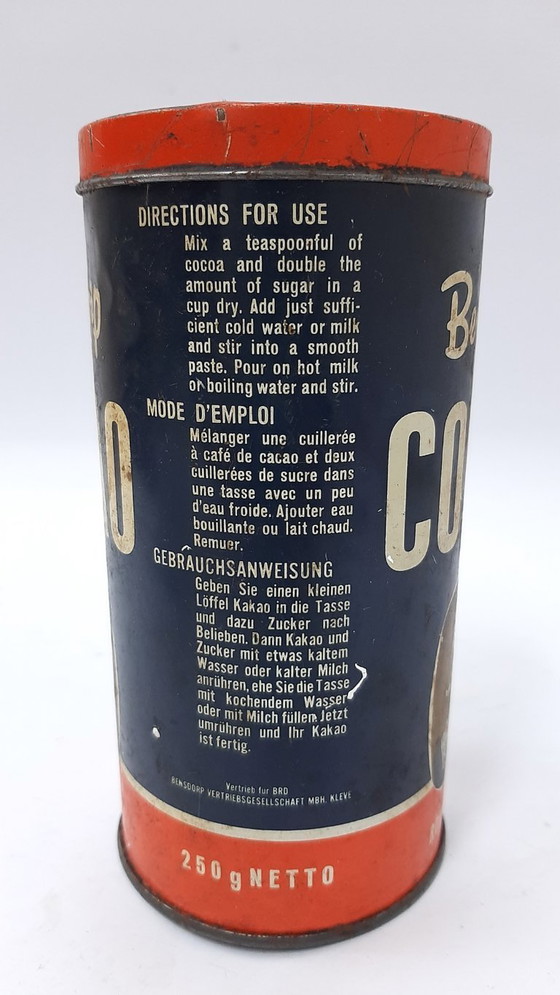 DIRECTIONS FOR USE
Mix a teaspoonful of
cocoa and double the
amount of sugar in a
cup dry. Add just suffi-
cient cold water or milk
and stir into a smooth
paste. Pour on hot milk
or boiling water and stir.
MODE D'EMPLOI
Mélanger une cuillerée
à café de cacao et deux
cuillerées de sucre dans
une tasse avec un peu
d'eau froide. Ajouter eau
bouillante ou lait chaud.
Remuer.
GEBRAUCHSANWEISUNG
Geben Sie einen kleinen
Löffel Kakao in die Tasse
und dazu Zucker nach
Belieben. Dann Kakao und
Zucker mit etwas kaltem
Wasser oder kalter Milch
anrühren, ehe Sie die Tasse
mit kochendem Wasser
oder mit Milch füllen. Jetzt
umrühren und Ihr Kakao
ist fertig.
Vertrieb für BRD
BENSDORP VERTRIEBSGESELLSCHAFT MBH. KLEVE
250 g NETTO
p
O
Be
CO